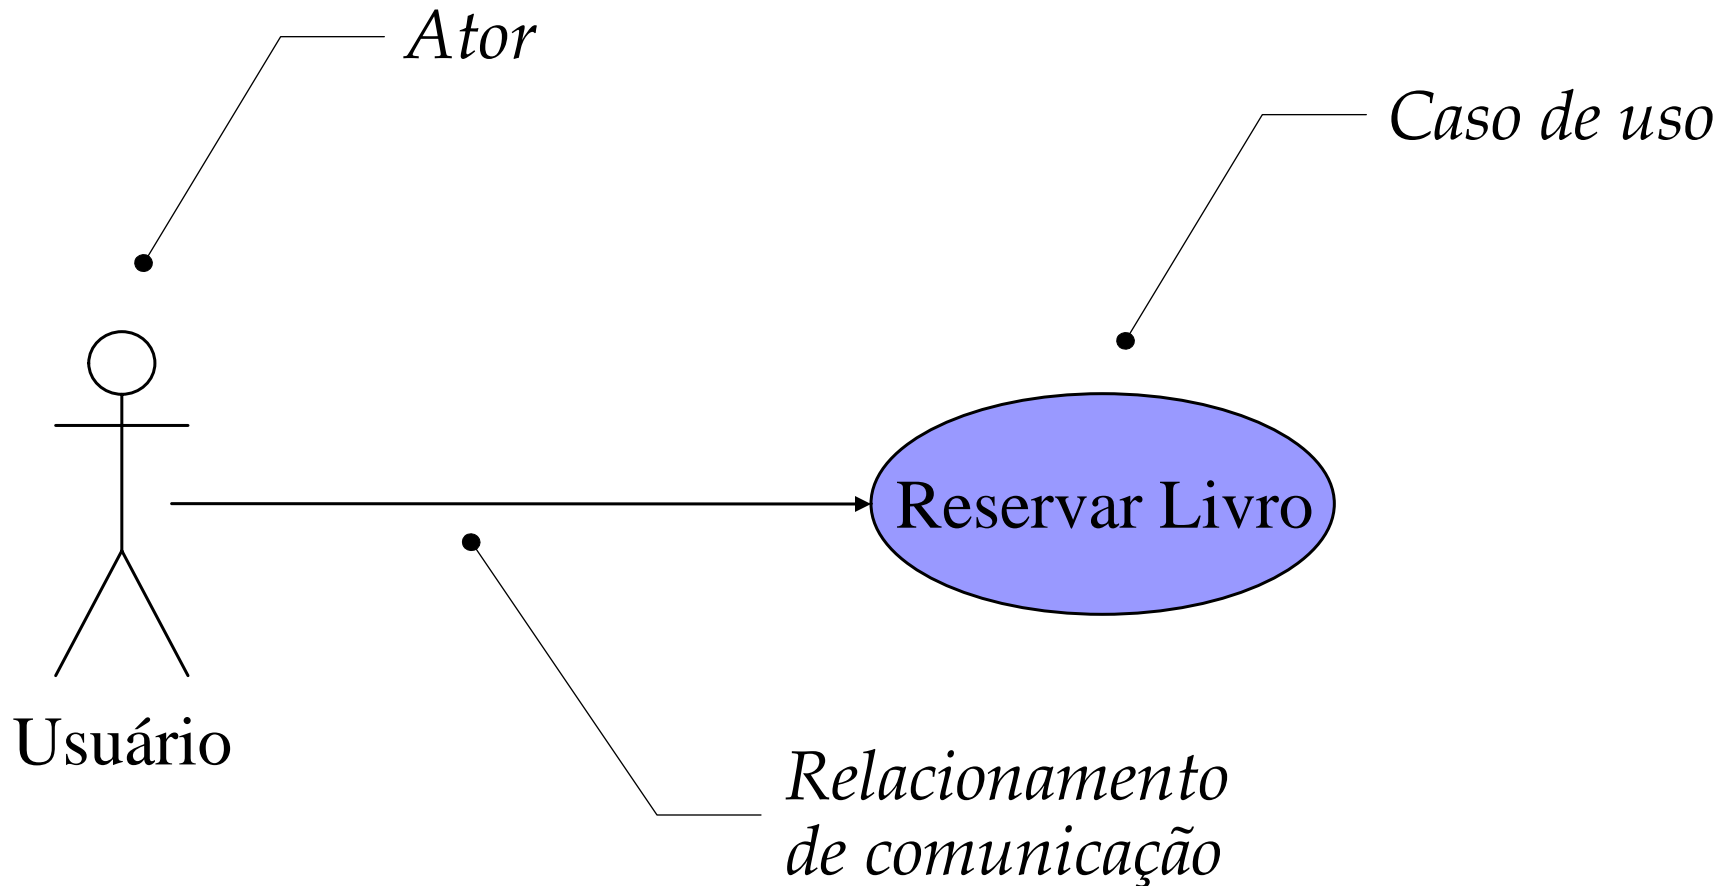 Ator
Caso de uso
Reservar Livro
Usuário
Relacionamento
de comunicação